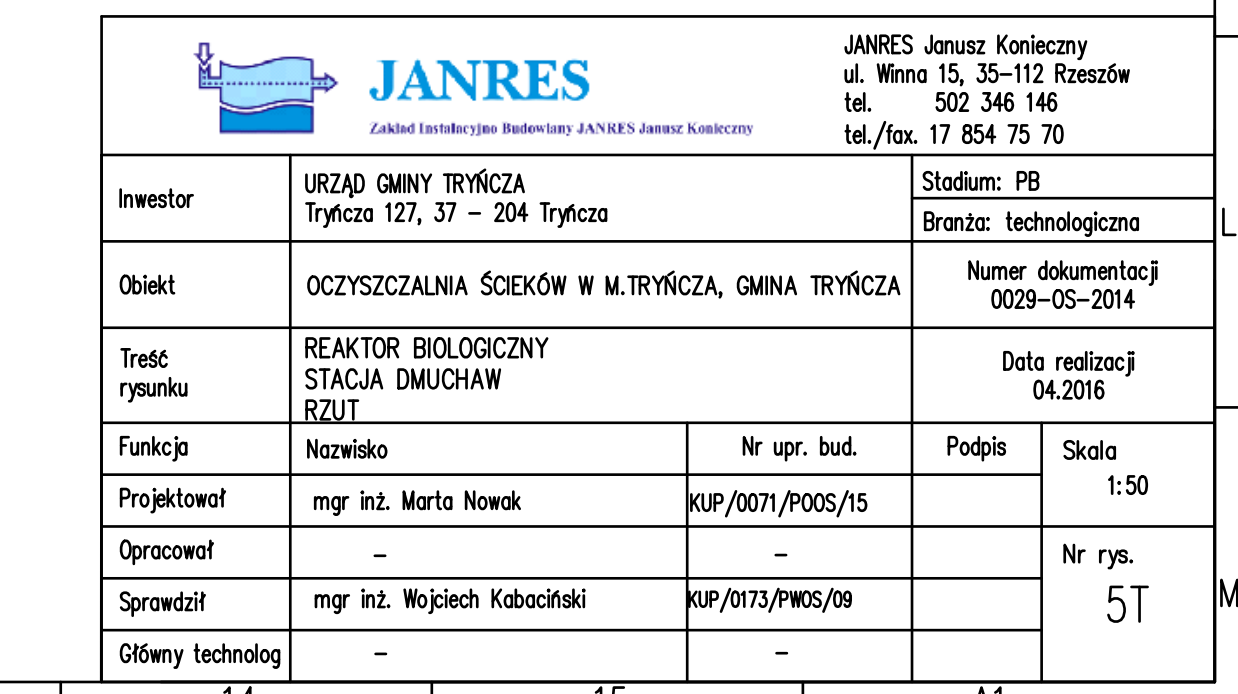 JANRES
Zakład Instalacyjno Budowlany JANRES Janusz Konieczny
JANRES Janusz Konieczny
ul. Winna 15, 35-112 Rzeszów
tel. 502 346 146
tel./fax. 17 854 75 70
Inwestor
URZĄD GMINY TRYŃCZA
Tryńcza 127, 37 - 204 Tryńcza
Stadium: PB
Branża: technologiczna
L
Obiekt
OCZYSZCZALNIA ŚCIEKÓW W M.TRYŃCZA, GMINA TRYŃCZA
Numer dokumentacji
0029-OS-2014
Treść
rysunku
REAKTOR BIOLOGICZNY
STACJA DMUCHAW
RZUT
Data realizacji
04.2016
Funkcja
Nazwisko
Nr upr. bud.
Podpis
Skala
1:50
Projektował
mgr inż. Marta Nowak
KUP/0071/POOS/15
Opracował
-
-
Nr rys.
5T
Sprawdził
mgr inż. Wojciech Kabaciński
KUP/0173/PWOS/09
M
Główny technolog
-
-
14
15
A1